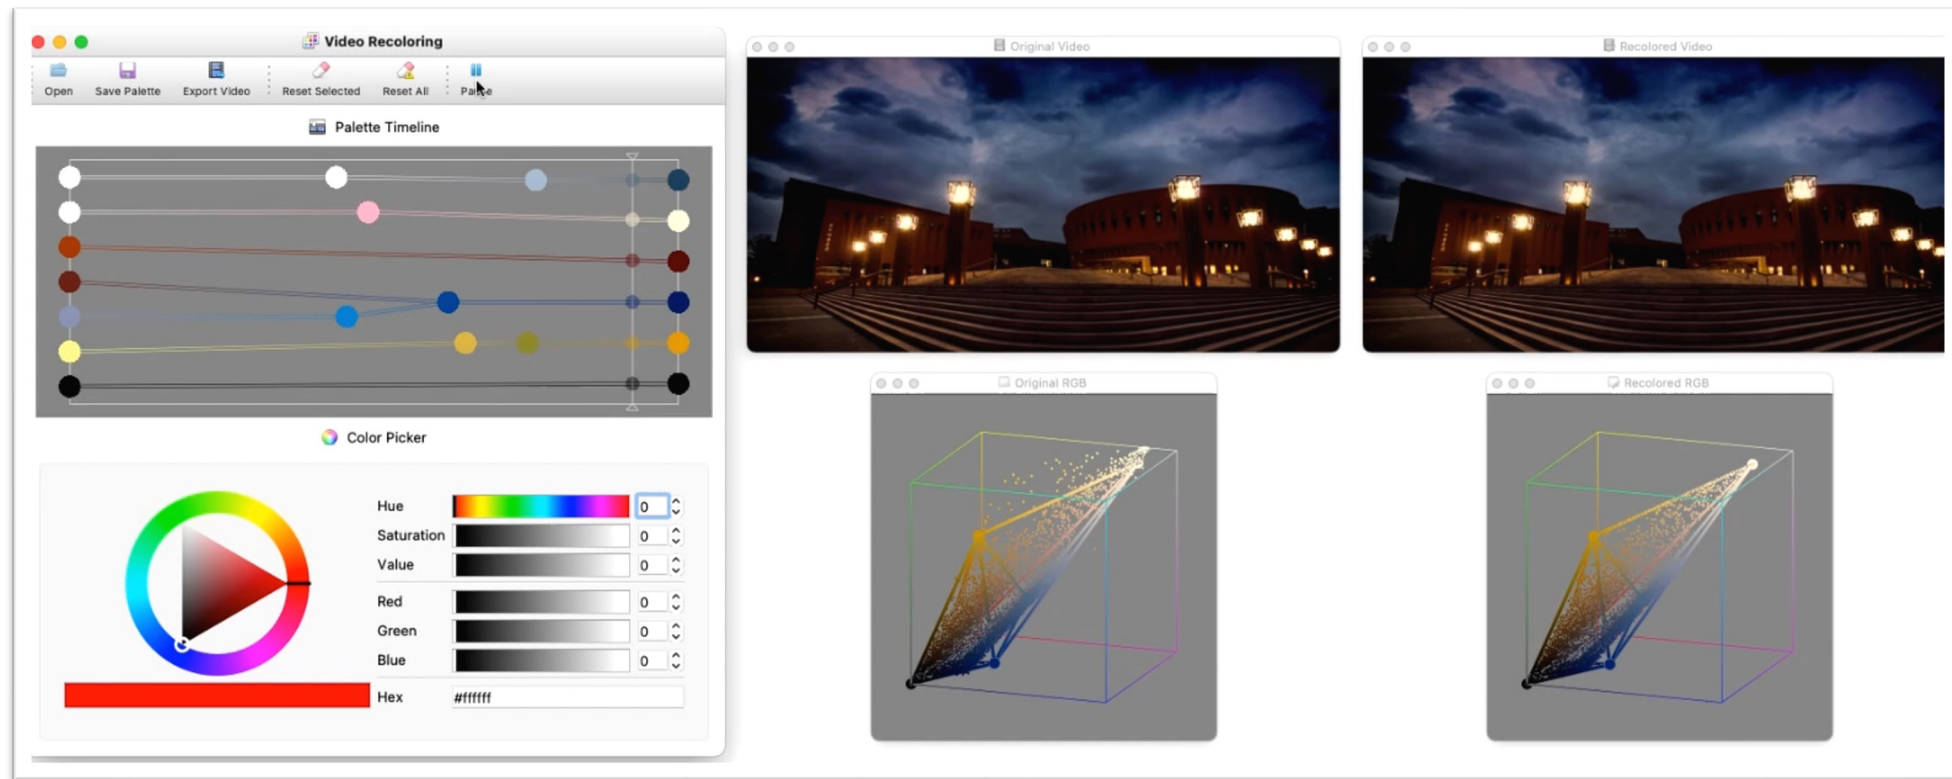 Video Recoloring
Open Save Palette Export Video Reset Selected Reset All Pause
Palette Timeline
Color Picker
Hue 0
Saturation 0
Value 0
Red 0
Green 0
Blue 0
Hex #ffffff
Original Video
Recolored Video
Original RGB
Recolored RGB